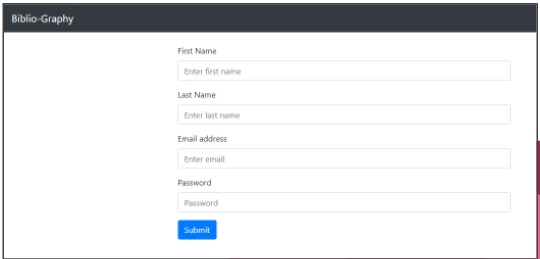 Biblio-Graphy
First Name
Enter first name
Last Name
Enter last name
Email address
Enter email
Password
Password
Submit